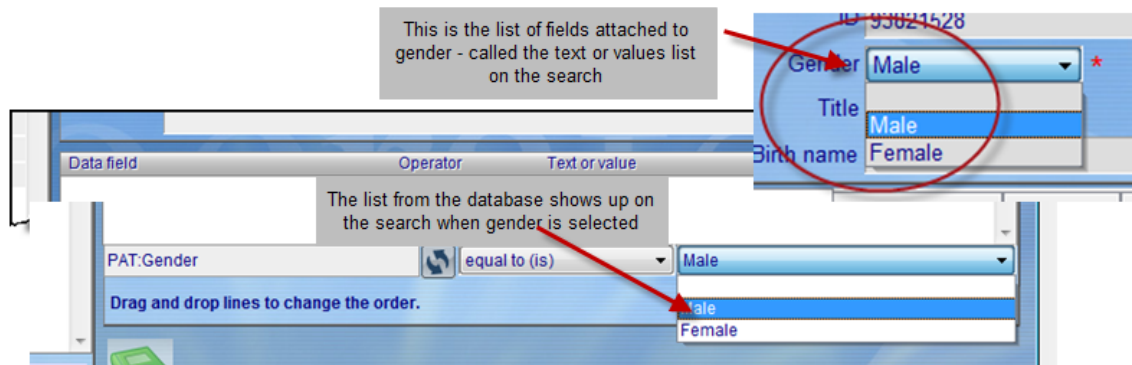 This is the list of fields attached to
gender - called the text or values list
on the search
ID 93821528
Gender Male *
Title
Male
Birth name Female
Data field Operator Text or value
The list from the database shows up on
the search when gender is selected
PAT:Gender equal to (is) Male
Drag and drop lines to change the order.
Male
Female